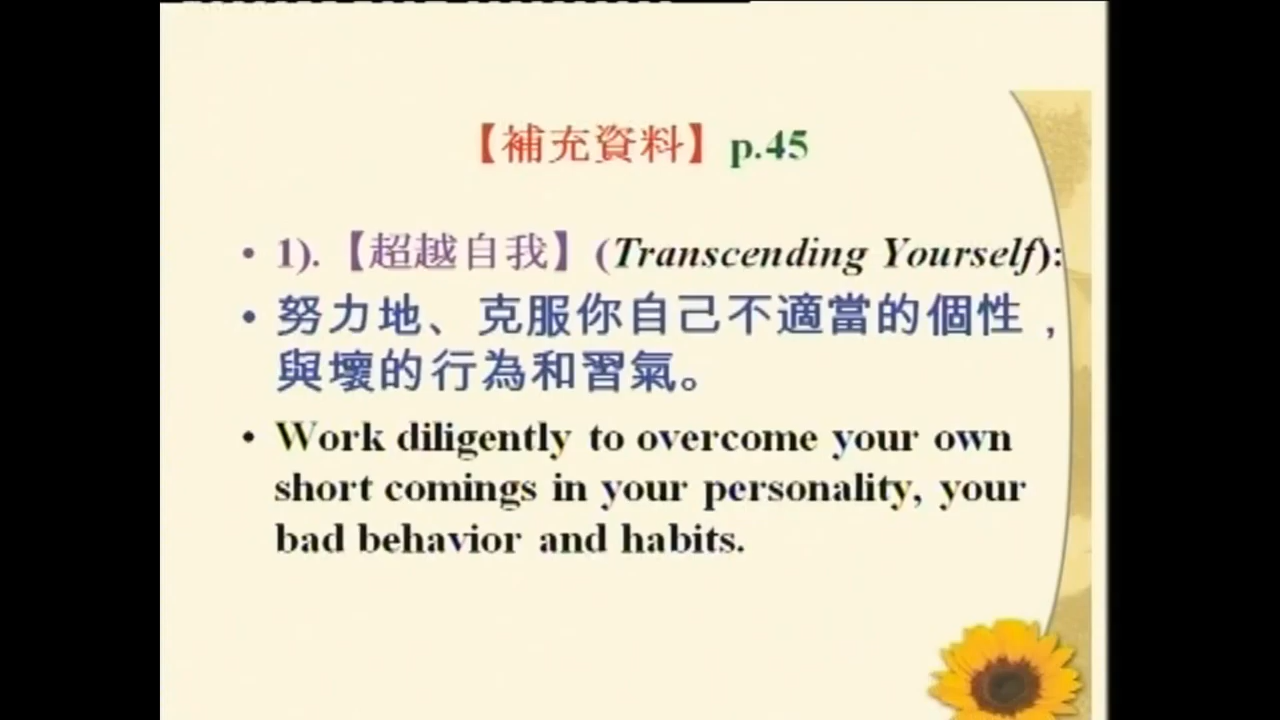 【補充資料】p.45
• 1).【超越自我】(Transcending Yourself):
• 努力地、克服你自己不適當的個性，
與壞的行為和習氣。
• Work diligently to overcome your own
short comings in your personality, your
bad behavior and habits.